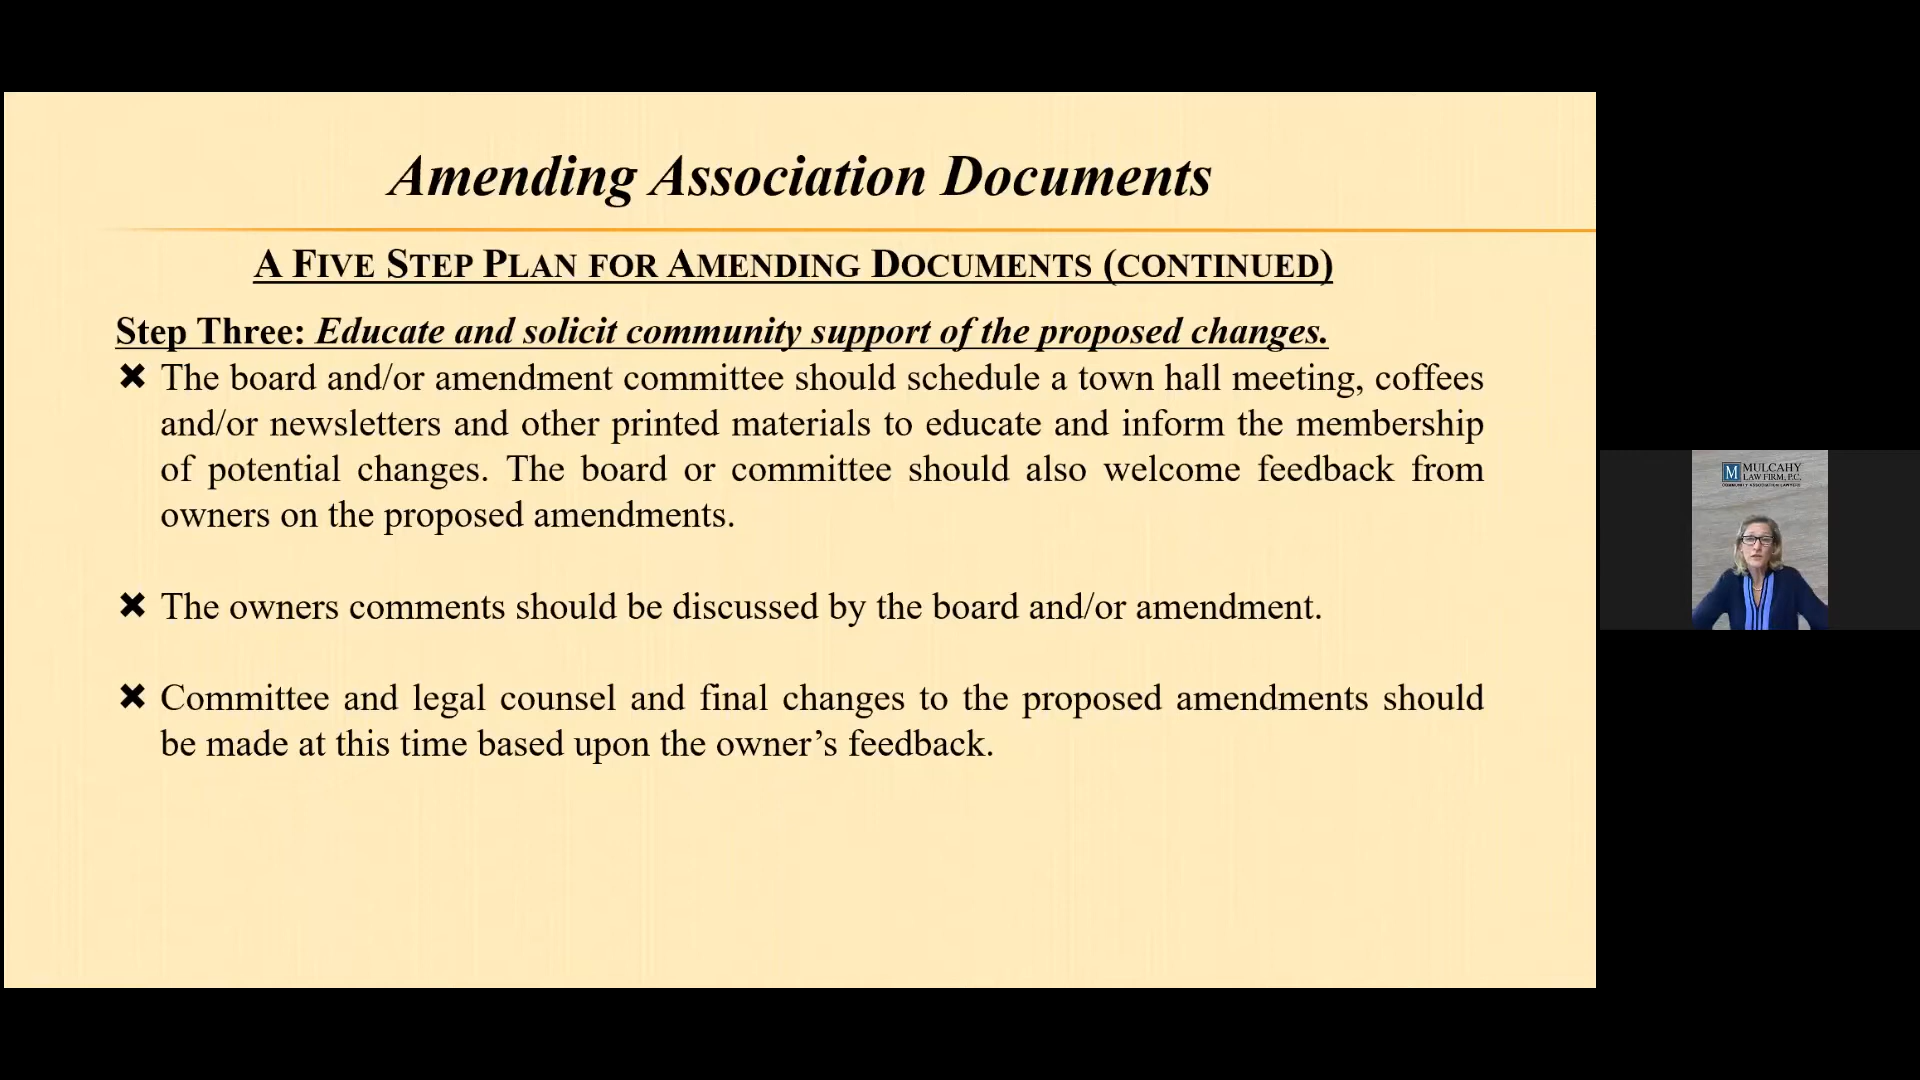 Amending Association Documents
A FIVE STEP PLAN FOR AMENDING DOCUMENTS (CONTINUED)
Step Three: Educate and solicit community support of the proposed changes.
✖ The board and/or amendment committee should schedule a town hall meeting, coffees
and/or newsletters and other printed materials to educate and inform the membership
of potential changes. The board or committee should also welcome feedback from
owners on the proposed amendments.
✖ The owners comments should be discussed by the board and/or amendment.
✖ Committee and legal counsel and final changes to the proposed amendments should
be made at this time based upon the owner’s feedback.
M MULCAHY
LAW FIRM, P.C.
COMMUNITY ASSOCIATION LAWYERS